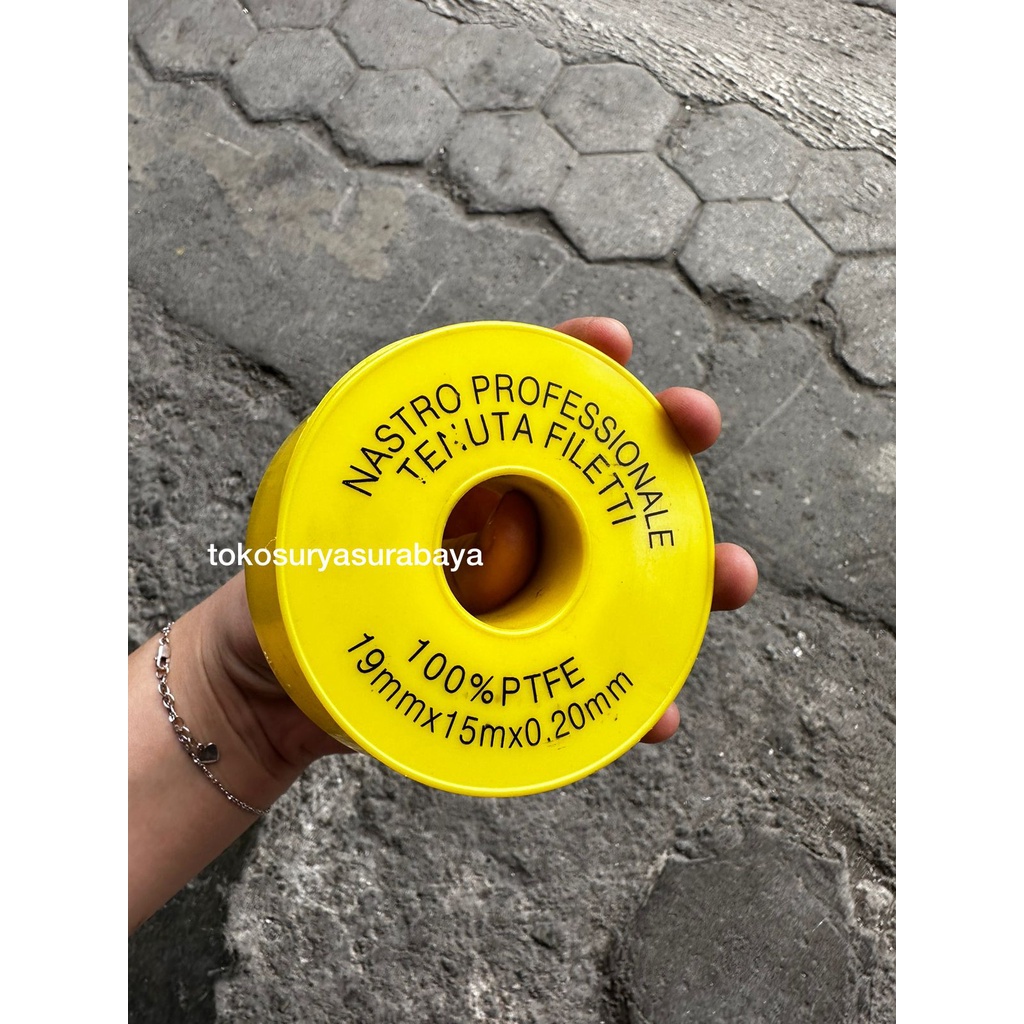 NASTRO PROFESSIONALE
TENUTA FILETTI
tokosuryasurabaya
100%PTFE
19mmx15mx0.20mm